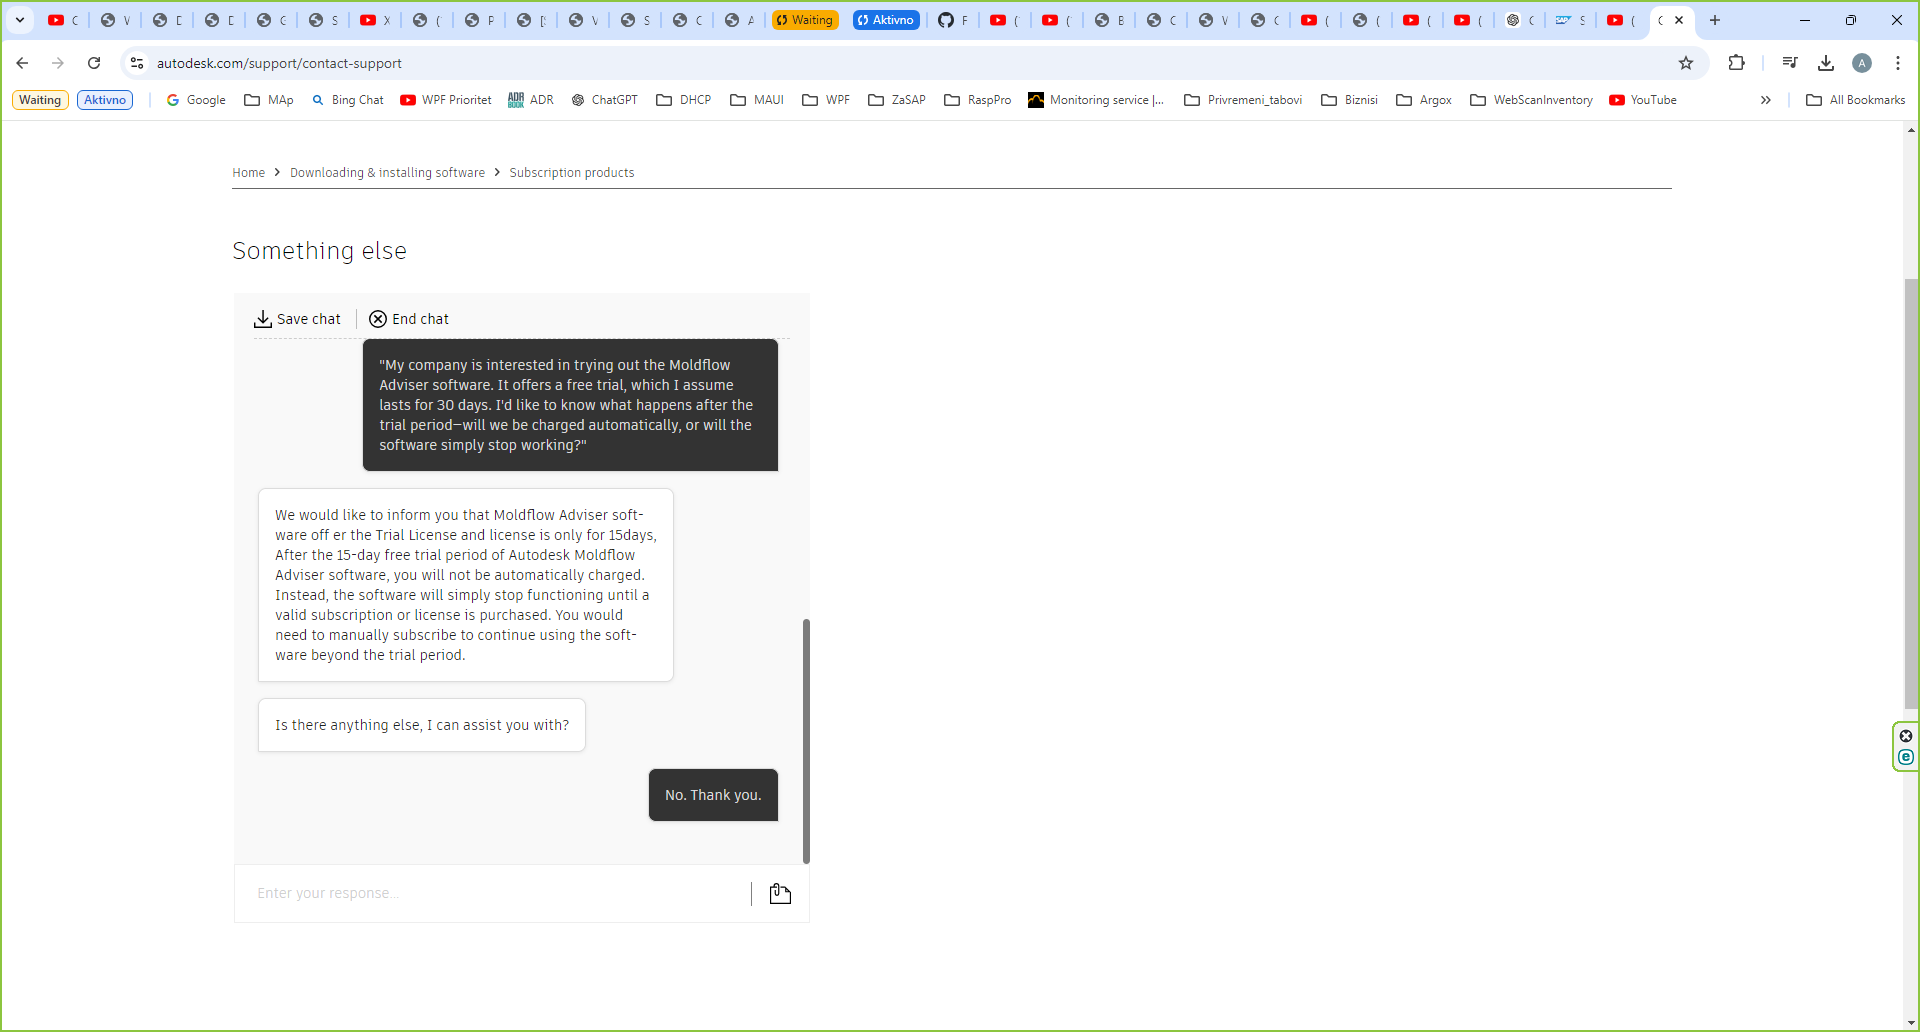 Waiting
Aktivno
autodesk.com/support/contact-support
Waiting
Aktivno
Google
MAp
Bing Chat
WPF Prioritet
ADR
ChatGPT
DHCP
MAUI
WPF
ZaSAP
RaspPro
Monitoring service |...
Privremeni_tabovi
Biznisi
Argox
WebScanInventory
YouTube
All Bookmarks
Home > Downloading & installing software > Subscription products
Something else
Save chat
End chat
"My company is interested in trying out the Moldflow
Adviser software. It offers a free trial, which I assume
lasts for 30 days. I'd like to know what happens after the
trial period—will we be charged automatically, or will the
software simply stop working?"
We would like to inform you that Moldflow Adviser soft-
ware off er the Trial License and license is only for 15days,
After the 15-day free trial period of Autodesk Moldflow
Adviser software, you will not be automatically charged.
Instead, the software will simply stop functioning until a
valid subscription or license is purchased. You would
need to manually subscribe to continue using the soft-
ware beyond the trial period.
Is there anything else, I can assist you with?
No. Thank you.
Enter your response...